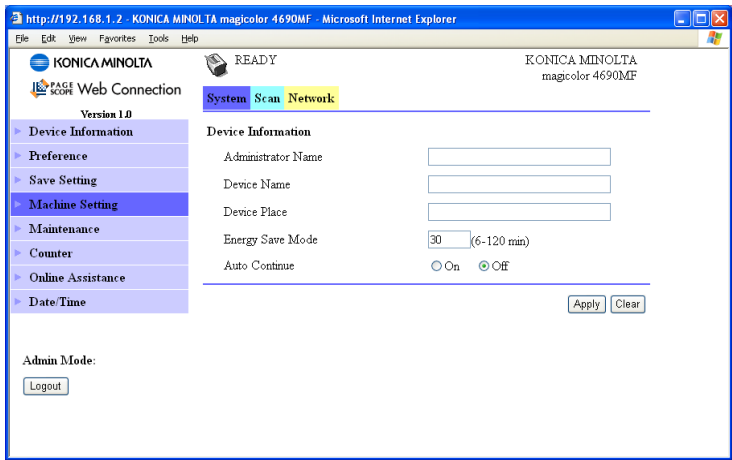 http://192.168.1.2 - KONICA MINOLTA magicolor 4690MF - Microsoft Internet Explorer
File Edit View Favorites Tools Help
KONICA MINOLTA
PAGE SCOPE Web Connection
Version 1.0
READY
KONICA MINOLTA
magicolor 4690MF
System Scan Network
Device Information
Preference
Save Setting
Machine Setting
Maintenance
Counter
Online Assistance
Date/Time
Admin Mode:
Logout
Device Information
Administrator Name
Device Name
Device Place
Energy Save Mode 30 (6-120 min)
Auto Continue On Off
Apply Clear